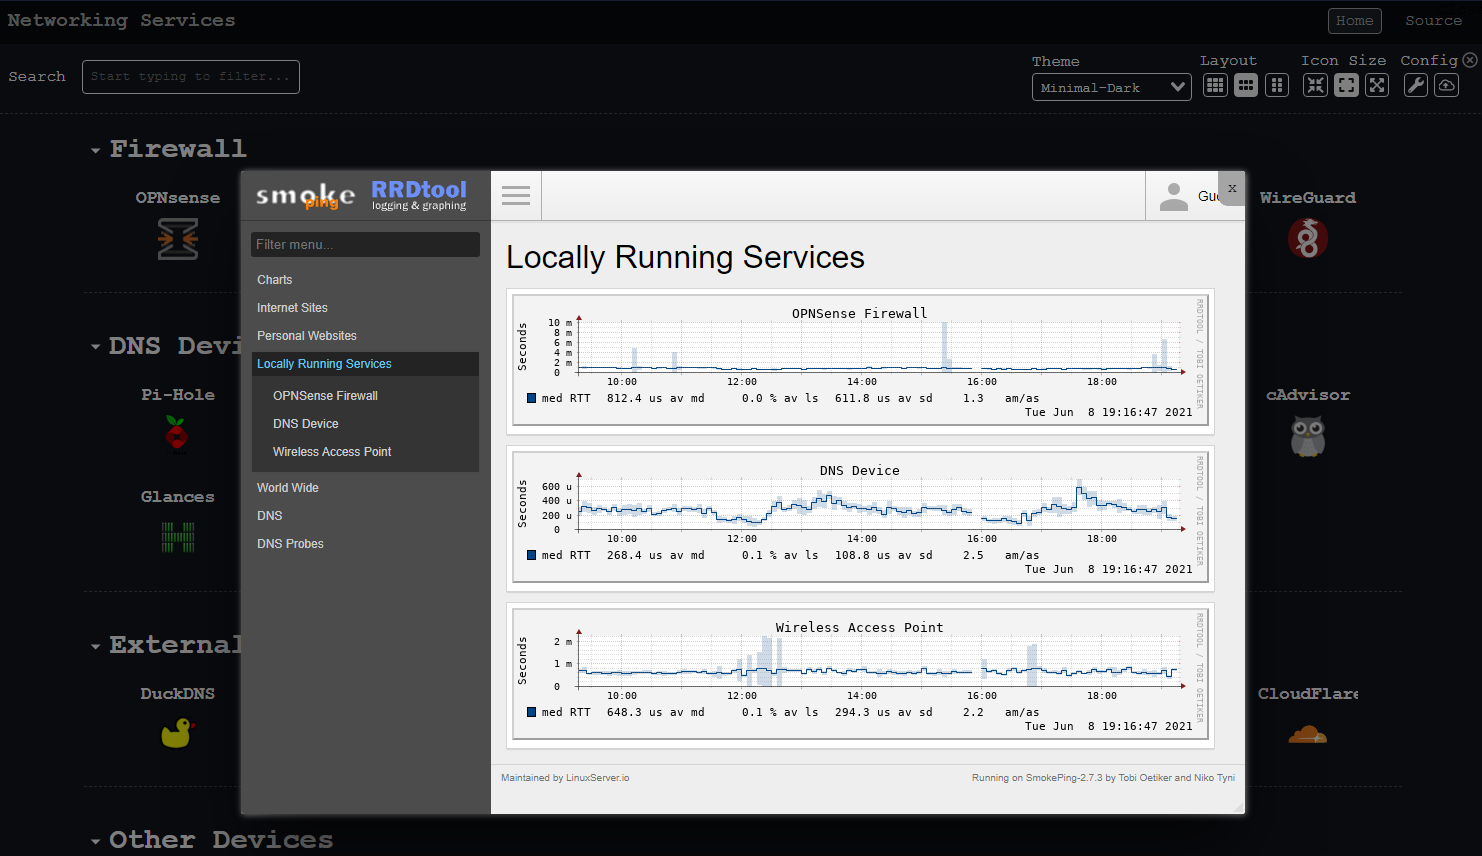 Networking Services
Home
Source
Search
Start typing to filter...
Theme
Minimal-Dark
Layout
Icon Size
Config
Firewall
OPNsense
WireGuard
DNS Devi
Pi-Hole
cAdvisor
Glances
External
DuckDNS
CloudFlare
Other Devices
smoke
ping
RRDtool
logging & graphing
Gue
x
Filter menu...
Charts
Internet Sites
Personal Websites
Locally Running Services
OPNSense Firewall
DNS Device
Wireless Access Point
World Wide
DNS
DNS Probes
Locally Running Services
OPNSense Firewall
Seconds
10 m
8 m
6 m
4 m
2 m
0
10:00 12:00 14:00 16:00 18:00
med RTT 812.4 us av md 0.0 % av ls 611.8 us av sd 1.3 am/as
Tue Jun 8 19:16:47 2021
RRDTOOL / TOBI OETIKER
DNS Device
Seconds
600 u
400 u
200 u
0
10:00 12:00 14:00 16:00 18:00
med RTT 268.4 us av md 0.1 % av ls 108.8 us av sd 2.5 am/as
Tue Jun 8 19:16:47 2021
RRDTOOL / TOBI OETIKER
Wireless Access Point
Seconds
2 m
1 m
0
10:00 12:00 14:00 16:00 18:00
med RTT 648.3 us av md 0.1 % av ls 294.3 us av sd 2.2 am/as
Tue Jun 8 19:16:47 2021
RRDTOOL / TOBI OETIKER
Maintained by LinuxServer.io
Running on SmokePing-2.7.3 by Tobi Oetiker and Niko Tyni